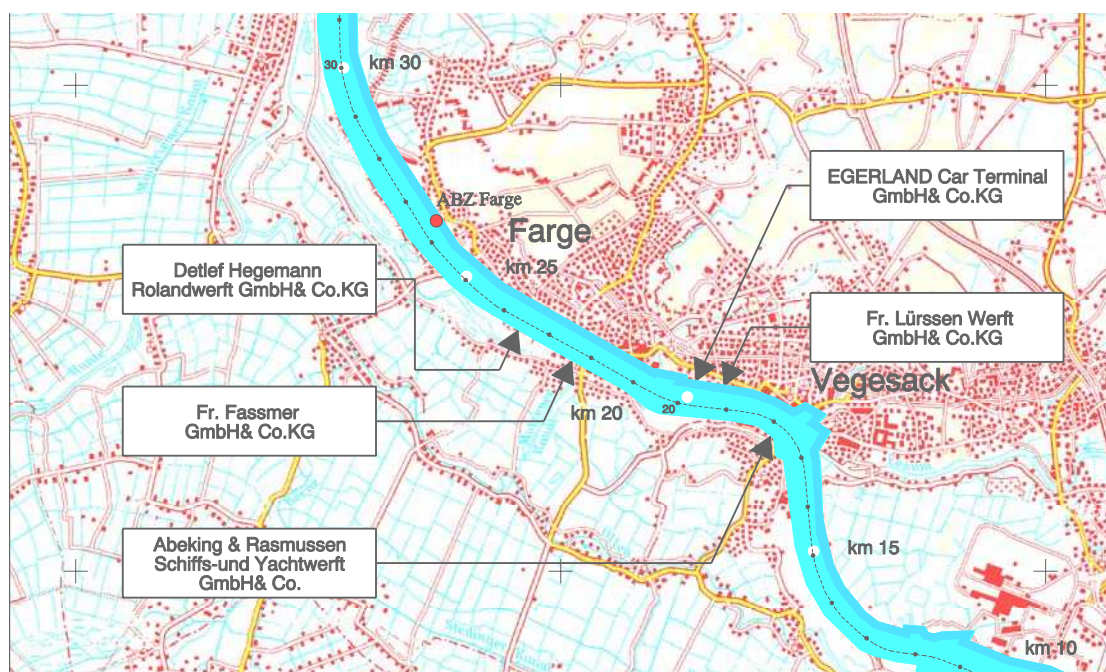 km 30
30
ABZ Farge
Farge
km 25
EGERLAND Car Terminal
GmbH& Co.KG
Detlef Hegemann
Rolandwerft GmbH& Co.KG
Fr. Lürssen Werft
GmbH& Co.KG
Vegesack
Fr. Fassmer
GmbH& Co.KG
km 20
20
Abeking & Rasmussen
Schiffs-und Yachtwerft
GmbH& Co.
km 15
km 10